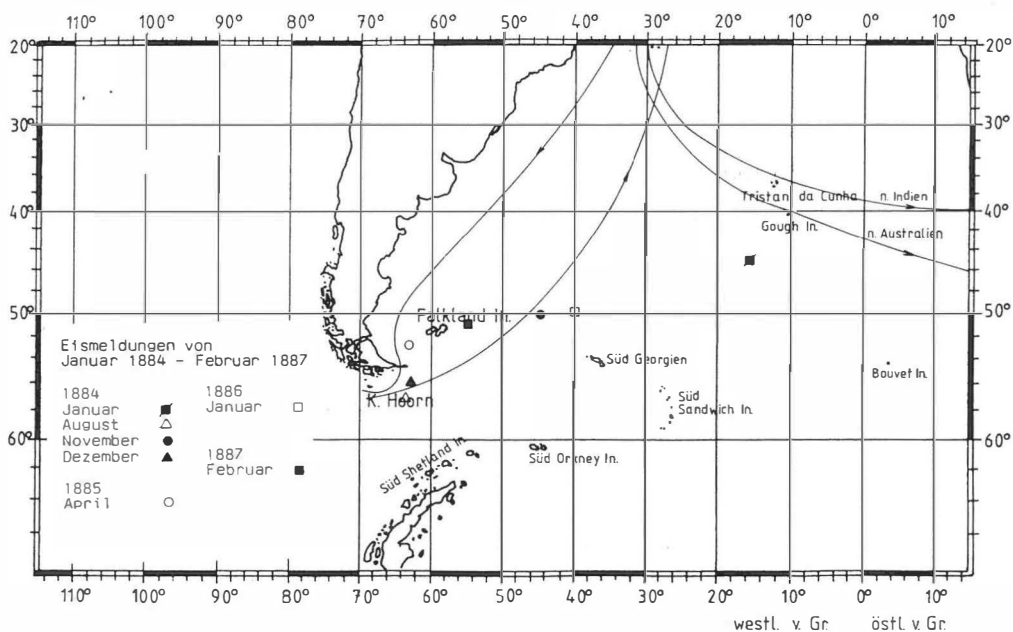 110° 100° 90° 80° 70° 60° 50° 40° 30° 20° 10° 0° 10°
20° 20°
30° 30°
Tristan da Cunha n. Indien
40° 40°
Gough In. n. Australien
50° Falkland In. 50°
Eismeldungen von
Januar 1884 - Februar 1887
Süd Georgien
Bouvet In.
1884
Januar
August
November
Dezember
1885
April
1886
Januar
1887
Februar
K. Hoorn
Süd
Sandwich In.
60° 60°
Süd Shetland In.
Süd Orkney In.
110° 100° 90° 80° 70° 60° 50° 40° 30° 20° 10° 0° 10°
westl. v. Gr. östl. v. Gr.